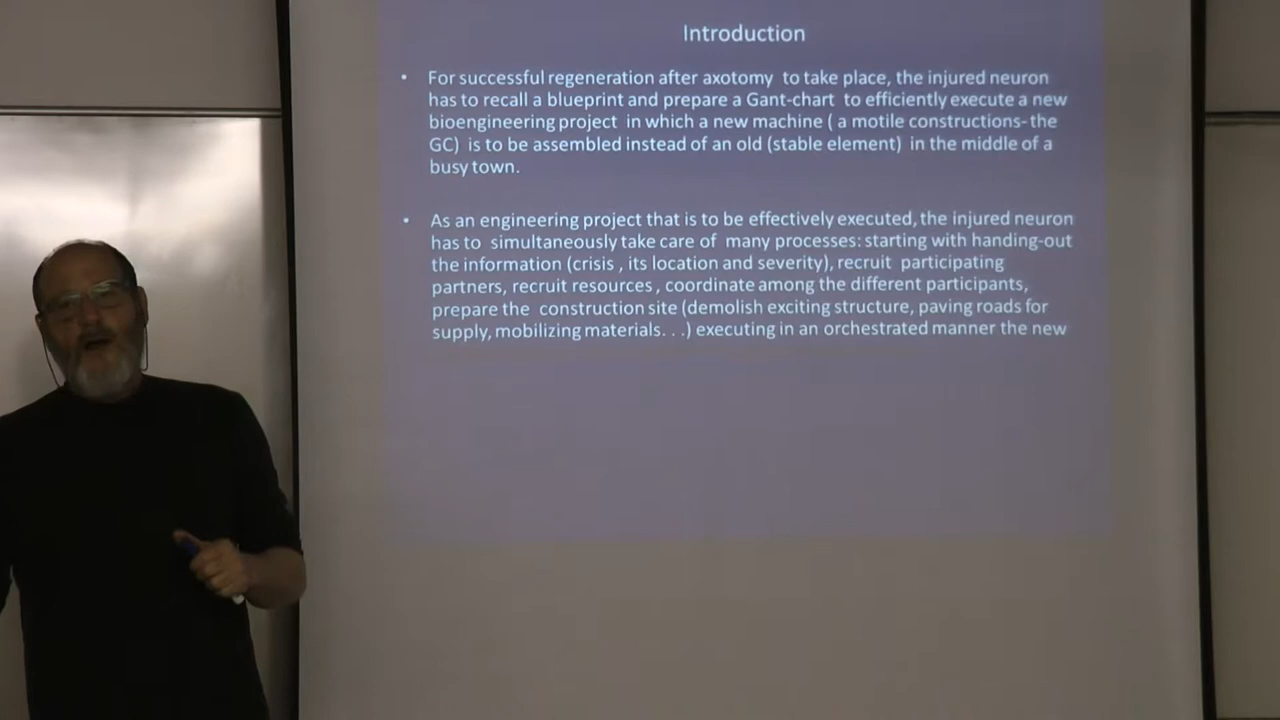 Introduction
• For successful regeneration after axotomy to take place, the injured neuron
has to recall a blueprint and prepare a Gant-chart to efficiently execute a new
bioengineering project in which a new machine ( a motile constructions- the
GC) is to be assembled instead of an old (stable element) in the middle of a
busy town.
• As an engineering project that is to be effectively executed, the injured neuron
has to simultaneously take care of many processes: starting with handing-out
the information (crisis , its location and severity), recruit participating
partners, recruit resources , coordinate among the different participants,
prepare the construction site (demolish exciting structure, paving roads for
supply, mobilizing materials. . .) executing in an orchestrated manner the new